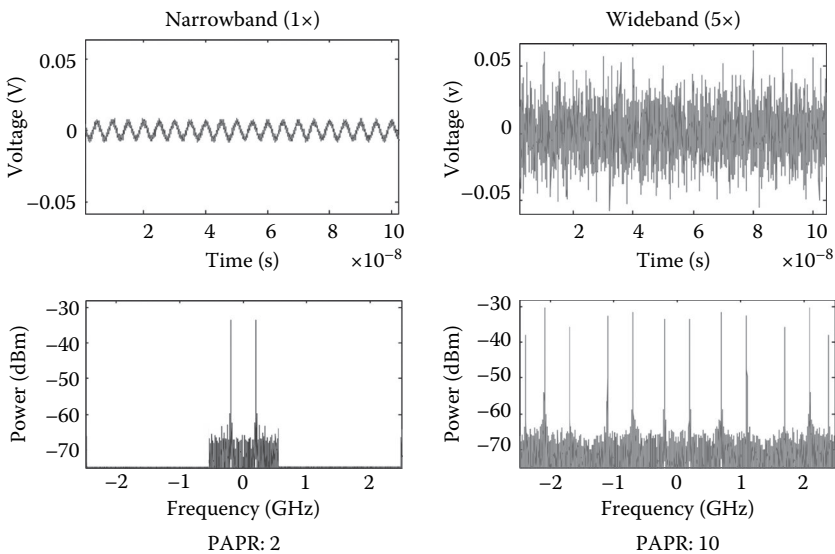 Narrowband (1×)
Voltage (V)
0.05
0
−0.05
2 4 6 8 10
Time (s) ×10⁻⁸
Wideband (5×)
Voltage (v)
0.05
0
−0.05
2 4 6 8 10
Time (s) ×10⁻⁸
Power (dBm)
−30
−40
−50
−60
−70
−2 −1 0 1 2
Frequency (GHz)
PAPR: 2
Power (dBm)
−30
−40
−50
−60
−70
−2 −1 0 1 2
Frequency (GHz)
PAPR: 10